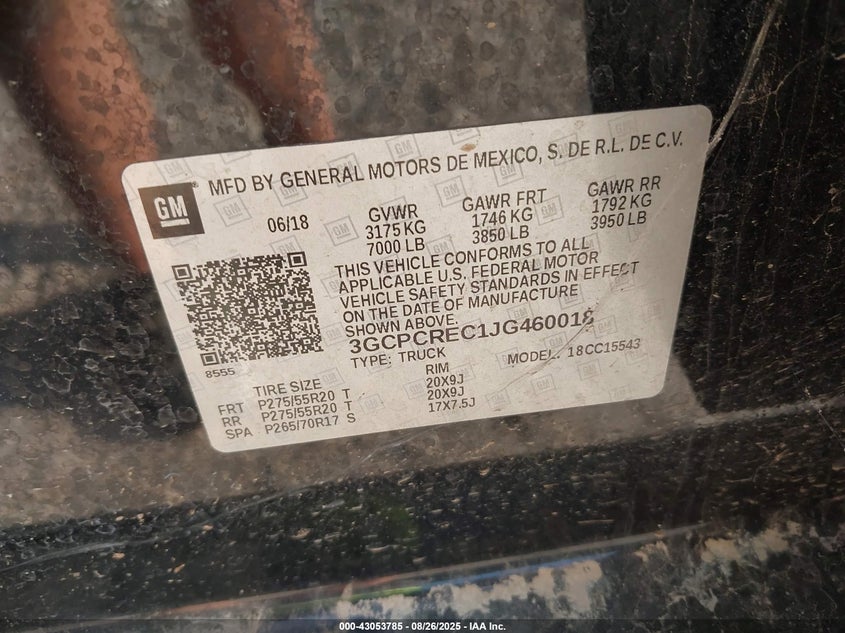 GM
MFD BY GENERAL MOTORS DE MEXICO, S. DE R.L. DE C.V.
06/18 GVWR GAWR FRT GAWR RR
3175 KG 1746 KG 1792 KG
7000 LB 3850 LB 3950 LB
THIS VEHICLE CONFORMS TO ALL
APPLICABLE U.S. FEDERAL MOTOR
VEHICLE SAFETY STANDARDS IN EFFECT
ON THE DATE OF MANUFACTURE
SHOWN ABOVE.
3GCPCREC1JG460018
TYPE: TRUCK MODEL: 18CC15543
8555
TIRE SIZE RIM
FRT P275/55R20 T 20X9J
RR P275/55R20 T 20X9J
SPA P265/70R17 S 17X7.5J
000-43053785 - 08/26/2025 - IAA Inc.